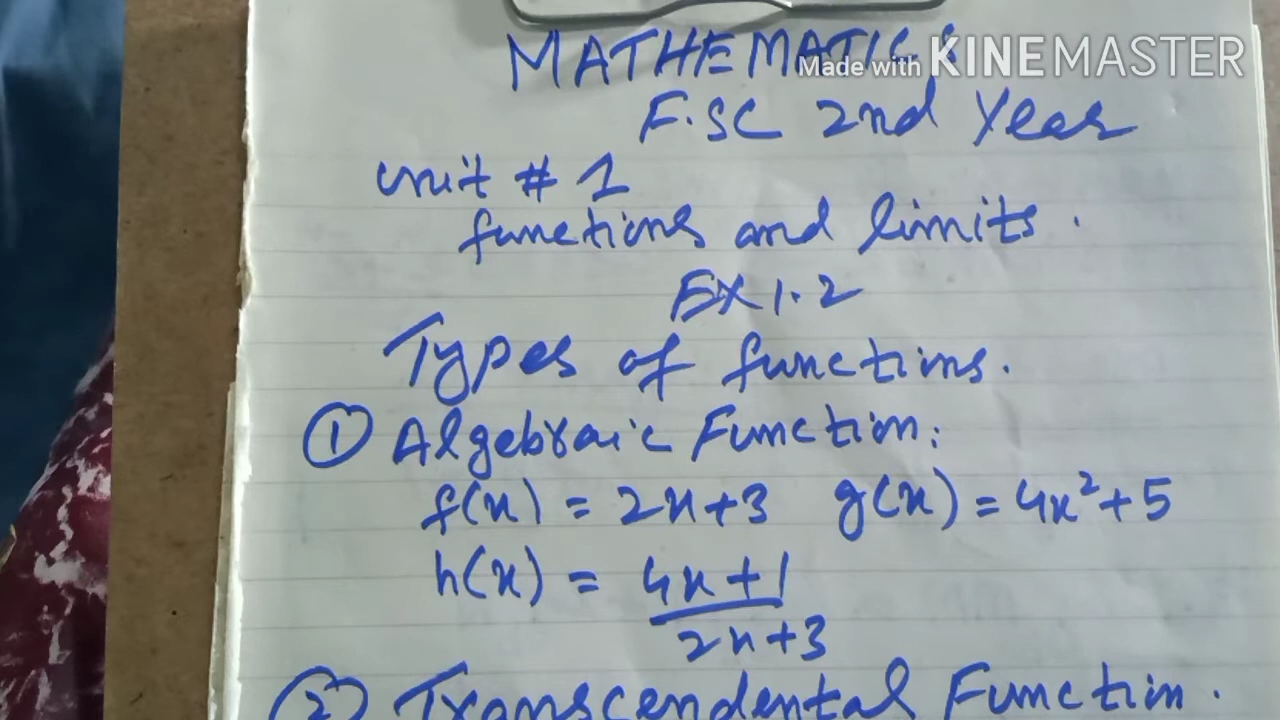 MATHEMATICS
Made with KINEMASTER
F.SC 2nd Year
unit # 1
functions and limits.
EX 1.2
Types of functions.
① Algebraic Function:
f(x) = 2x+3 g(x) = 4x²+5
h(x) = 4x+1
2x+3
② Transcendental Function.